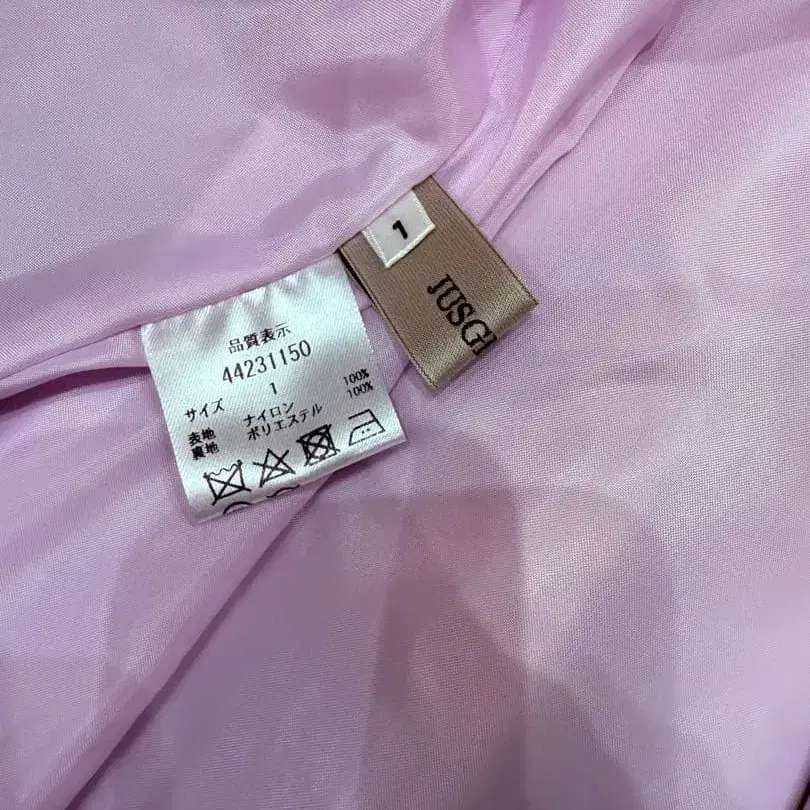 1
JUSG
品質表示
44231150
サイズ 1
表地 ナイロン 100%
裏地 ポリエステル 100%